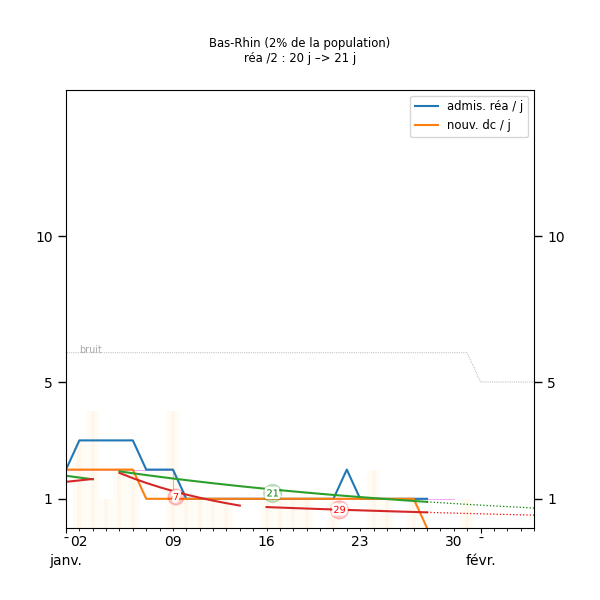 Bas-Rhin (2% de la population)
réa /2 : 20 j –> 21 j
admis. réa / j
nouv. dc / j
10 10
bruit
5 5
7 21 29
1 1
02 09 16 23 30 -
janv. févr.